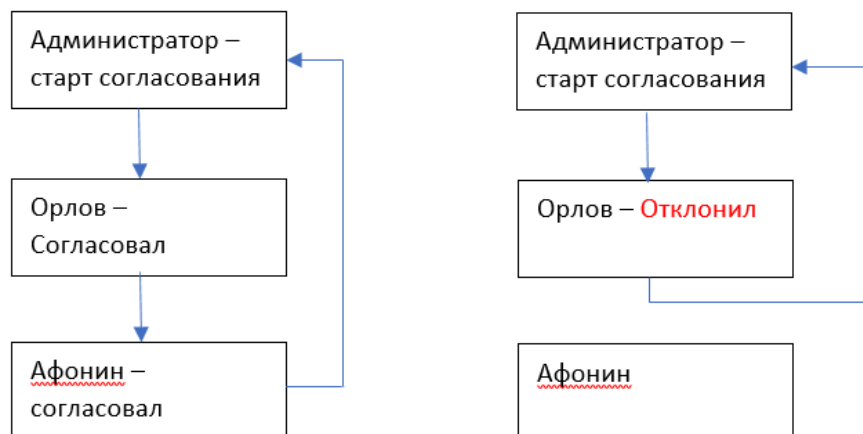 Администратор –
старт согласования
Орлов –
Согласовал
Афонин –
согласовал
Администратор –
старт согласования
Орлов – Отклонил
Афонин